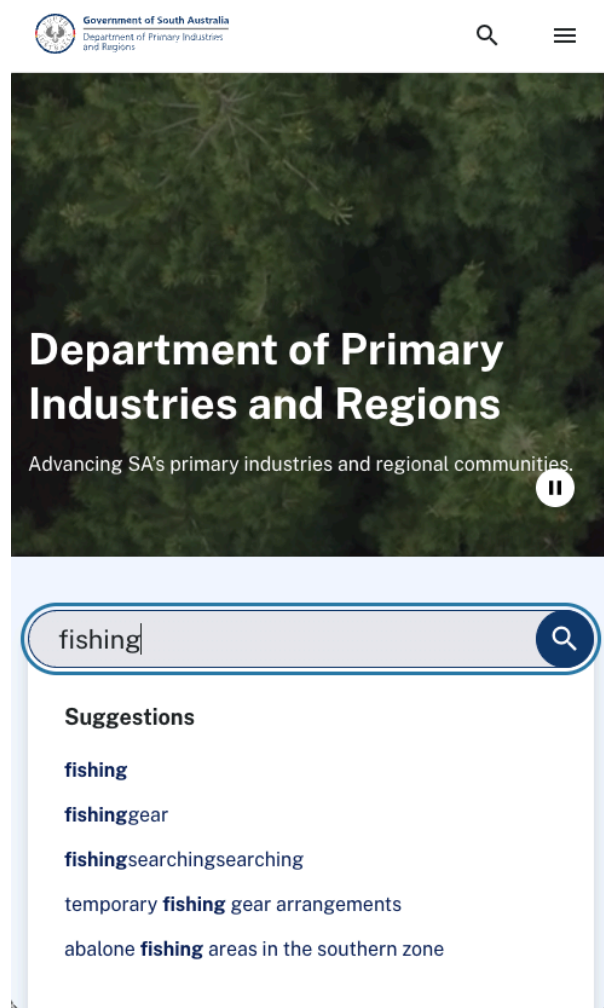 Government of South Australia
Department of Primary Industries
and Regions
Department of Primary
Industries and Regions
Advancing SA’s primary industries and regional communities.
fishing
Suggestions
fishing
fishinggear
fishingsearchingsearching
temporary fishing gear arrangements
abalone fishing areas in the southern zone